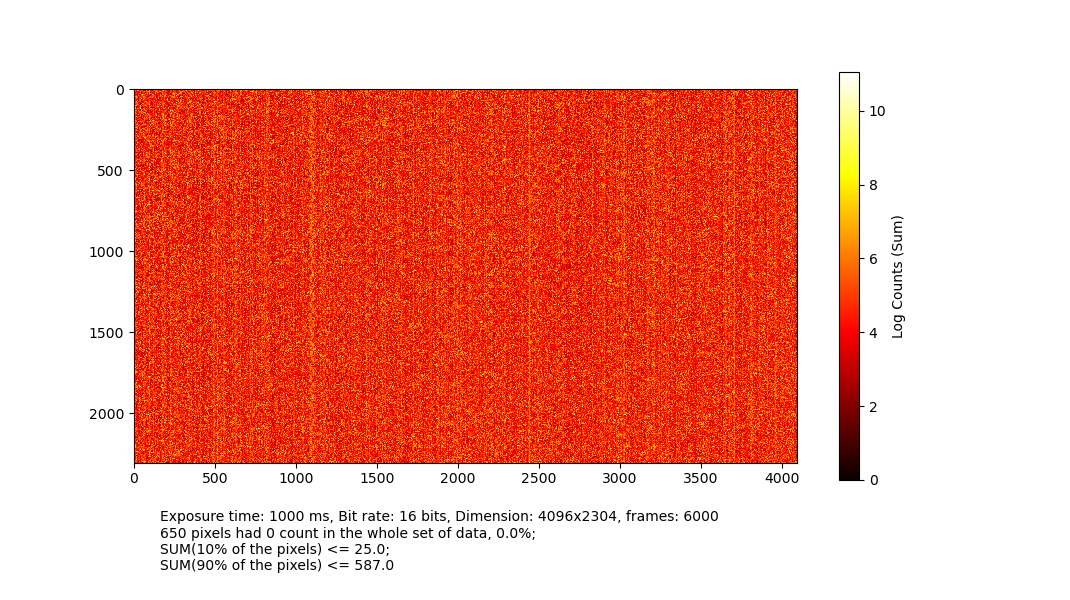 0
500
1000
1500
2000
0 500 1000 1500 2000 2500 3000 3500 4000
10
8
6
4
2
0
Log Counts (Sum)
Exposure time: 1000 ms, Bit rate: 16 bits, Dimension: 4096x2304, frames: 6000
650 pixels had 0 count in the whole set of data, 0.0%;
SUM(10% of the pixels) <= 25.0;
SUM(90% of the pixels) <= 587.0